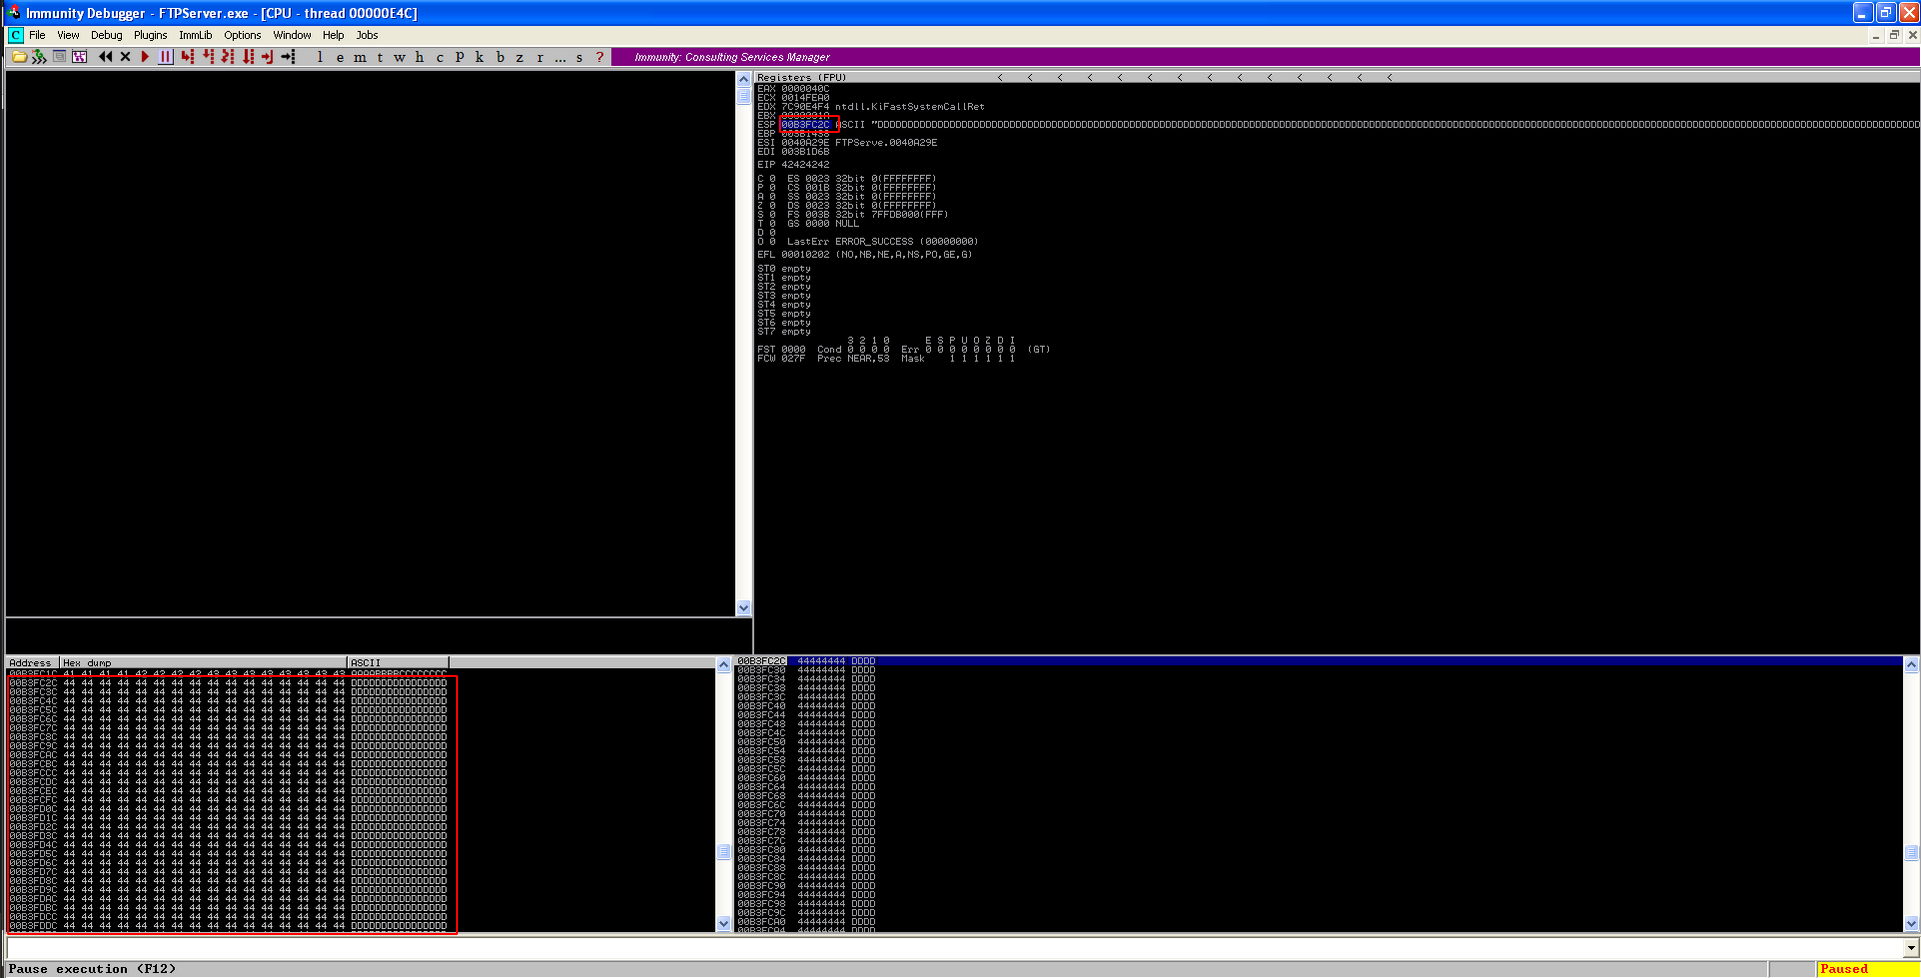 Immunity Debugger - FTPServer.exe - [CPU - thread 00000E4C]
C File View Debug Plugins ImmLib Options Window Help Jobs
l e m t w h c P k b z r ... s ? Immunity: Consulting Services Manager
Registers (FPU) < < < < < < < < < < < < < <
EAX 0000040C
ECX 0014FEA0
EDX 7C90E4F4 ntdll.KiFastSystemCallRet
EBX
ESP 00B3FC2C ASCII
EBP
ESI 0040A29E FTPServe.0040A29E
EDI 003B1D6B
EIP 42424242
C 0 ES 0023 32bit 0(FFFFFFFF)
P 0 CS 001B 32bit 0(FFFFFFFF)
A 0 SS 0023 32bit 0(FFFFFFFF)
Z 0 DS 0023 32bit 0(FFFFFFFF)
S 0 FS 003B 32bit 7FFDB000(FFF)
T 0 GS 0000 NULL
D 0
O 0 LastErr ERROR_SUCCESS (00000000)
EFL 00010202 (NO,NB,NE,A,NS,PO,GE,G)
ST0 empty
ST1 empty
ST2 empty
ST3 empty
ST4 empty
ST5 empty
ST6 empty
ST7 empty
3 2 1 0 E S P U O Z D I
FST 0000 Cond 0 0 0 0 Err 0 0 0 0 0 0 0 0 (GT)
FCW 027F Prec NEAR,53 Mask 1 1 1 1 1 1
Address Hex dump ASCII
00B3FC2C 44 44 44 44 44 44 44 44 44 44 44 44 44 44 44 44 DDDDDDDDDDDDDDDD
00B3FC3C 44 44 44 44 44 44 44 44 44 44 44 44 44 44 44 44 DDDDDDDDDDDDDDDD
00B3FC4C 44 44 44 44 44 44 44 44 44 44 44 44 44 44 44 44 DDDDDDDDDDDDDDDD
00B3FC5C 44 44 44 44 44 44 44 44 44 44 44 44 44 44 44 44 DDDDDDDDDDDDDDDD
00B3FC6C 44 44 44 44 44 44 44 44 44 44 44 44 44 44 44 44 DDDDDDDDDDDDDDDD
00B3FC7C 44 44 44 44 44 44 44 44 44 44 44 44 44 44 44 44 DDDDDDDDDDDDDDDD
00B3FC8C 44 44 44 44 44 44 44 44 44 44 44 44 44 44 44 44 DDDDDDDDDDDDDDDD
00B3FC9C 44 44 44 44 44 44 44 44 44 44 44 44 44 44 44 44 DDDDDDDDDDDDDDDD
00B3FCAC 44 44 44 44 44 44 44 44 44 44 44 44 44 44 44 44 DDDDDDDDDDDDDDDD
00B3FCBC 44 44 44 44 44 44 44 44 44 44 44 44 44 44 44 44 DDDDDDDDDDDDDDDD
00B3FCCC 44 44 44 44 44 44 44 44 44 44 44 44 44 44 44 44 DDDDDDDDDDDDDDDD
00B3FCDC 44 44 44 44 44 44 44 44 44 44 44 44 44 44 44 44 DDDDDDDDDDDDDDDD
00B3FCEC 44 44 44 44 44 44 44 44 44 44 44 44 44 44 44 44 DDDDDDDDDDDDDDDD
00B3FCFC 44 44 44 44 44 44 44 44 44 44 44 44 44 44 44 44 DDDDDDDDDDDDDDDD
00B3FD0C 44 44 44 44 44 44 44 44 44 44 44 44 44 44 44 44 DDDDDDDDDDDDDDDD
00B3FD1C 44 44 44 44 44 44 44 44 44 44 44 44 44 44 44 44 DDDDDDDDDDDDDDDD
00B3FD2C 44 44 44 44 44 44 44 44 44 44 44 44 44 44 44 44 DDDDDDDDDDDDDDDD
00B3FD3C 44 44 44 44 44 44 44 44 44 44 44 44 44 44 44 44 DDDDDDDDDDDDDDDD
00B3FD4C 44 44 44 44 44 44 44 44 44 44 44 44 44 44 44 44 DDDDDDDDDDDDDDDD
00B3FD5C 44 44 44 44 44 44 44 44 44 44 44 44 44 44 44 44 DDDDDDDDDDDDDDDD
00B3FD6C 44 44 44 44 44 44 44 44 44 44 44 44 44 44 44 44 DDDDDDDDDDDDDDDD
00B3FD7C 44 44 44 44 44 44 44 44 44 44 44 44 44 44 44 44 DDDDDDDDDDDDDDDD
00B3FD8C 44 44 44 44 44 44 44 44 44 44 44 44 44 44 44 44 DDDDDDDDDDDDDDDD
00B3FD9C 44 44 44 44 44 44 44 44 44 44 44 44 44 44 44 44 DDDDDDDDDDDDDDDD
00B3FDAC 44 44 44 44 44 44 44 44 44 44 44 44 44 44 44 44 DDDDDDDDDDDDDDDD
00B3FDBC 44 44 44 44 44 44 44 44 44 44 44 44 44 44 44 44 DDDDDDDDDDDDDDDD
00B3FDCC 44 44 44 44 44 44 44 44 44 44 44 44 44 44 44 44 DDDDDDDDDDDDDDDD
00B3FDDC 44 44 44 44 44 44 44 44 44 44 44 44 44 44 44 44 DDDDDDDDDDDDDDDD
00B3FC2C 44444444 DDDD
00B3FC30 44444444 DDDD
00B3FC34 44444444 DDDD
00B3FC38 44444444 DDDD
00B3FC3C 44444444 DDDD
00B3FC40 44444444 DDDD
00B3FC44 44444444 DDDD
00B3FC48 44444444 DDDD
00B3FC4C 44444444 DDDD
00B3FC50 44444444 DDDD
00B3FC54 44444444 DDDD
00B3FC58 44444444 DDDD
00B3FC5C 44444444 DDDD
00B3FC60 44444444 DDDD
00B3FC64 44444444 DDDD
00B3FC68 44444444 DDDD
00B3FC6C 44444444 DDDD
00B3FC70 44444444 DDDD
00B3FC74 44444444 DDDD
00B3FC78 44444444 DDDD
00B3FC7C 44444444 DDDD
00B3FC80 44444444 DDDD
00B3FC84 44444444 DDDD
00B3FC88 44444444 DDDD
00B3FC8C 44444444 DDDD
00B3FC90 44444444 DDDD
00B3FC94 44444444 DDDD
00B3FC98 44444444 DDDD
00B3FC9C 44444444 DDDD
00B3FCA0 44444444 DDDD
00B3FCA4 44444444 DDDD
Pause execution (F12) Paused